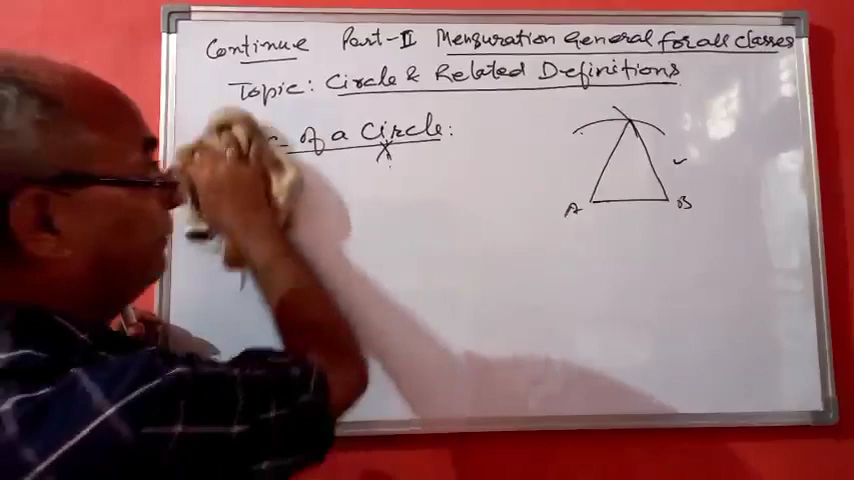 Continue Part-II Mensuration General for all classes
Topic: Circle & Related Definitions
of a Circle:
A B